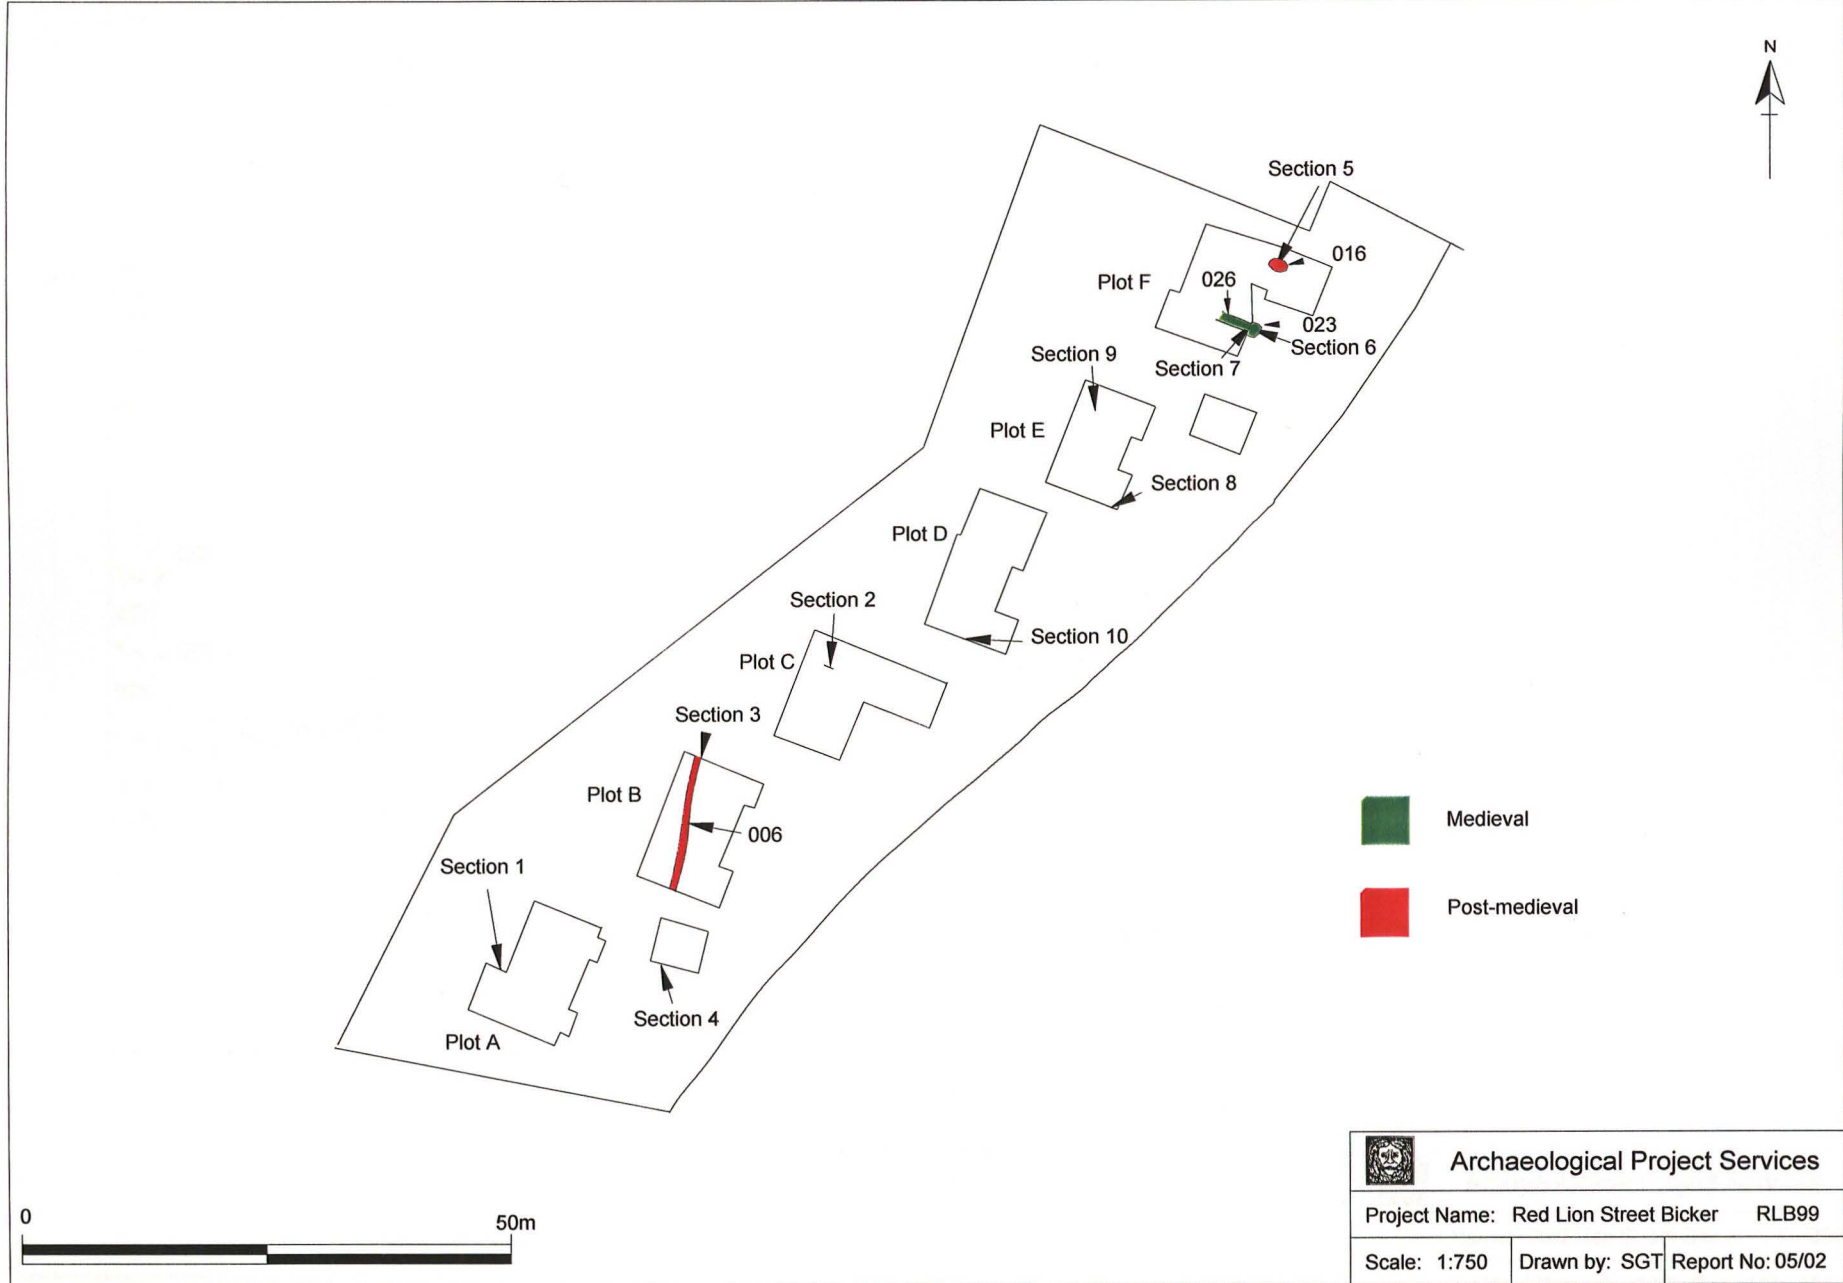 N
Section 5
016
Plot F
026
023
Section 6
Section 9
Section 7
Plot E
Section 8
Plot D
Section 2
Section 10
Plot C
Section 3
Plot B
006
Medieval
Section 1
Post-medieval
Section 4
Plot A
0
50m
Archaeological Project Services
Project Name: Red Lion Street Bicker RLB99
Scale: 1:750 Drawn by: SGT Report No: 05/02